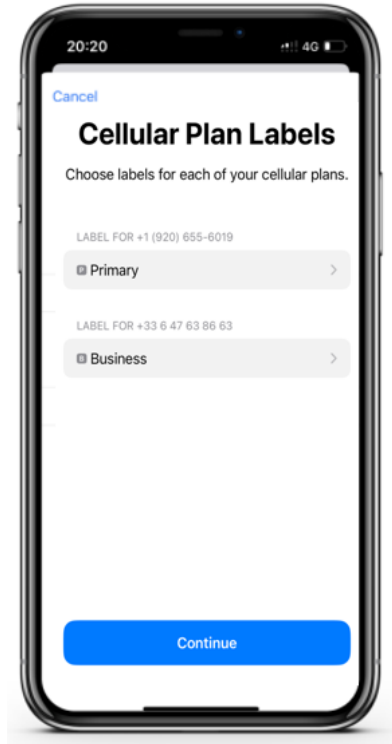 20:20
4G
Cancel
Cellular Plan Labels
Choose labels for each of your cellular plans.
LABEL FOR +1 (920) 655-6019
P Primary
LABEL FOR +33 6 47 63 86 63
B Business
Continue